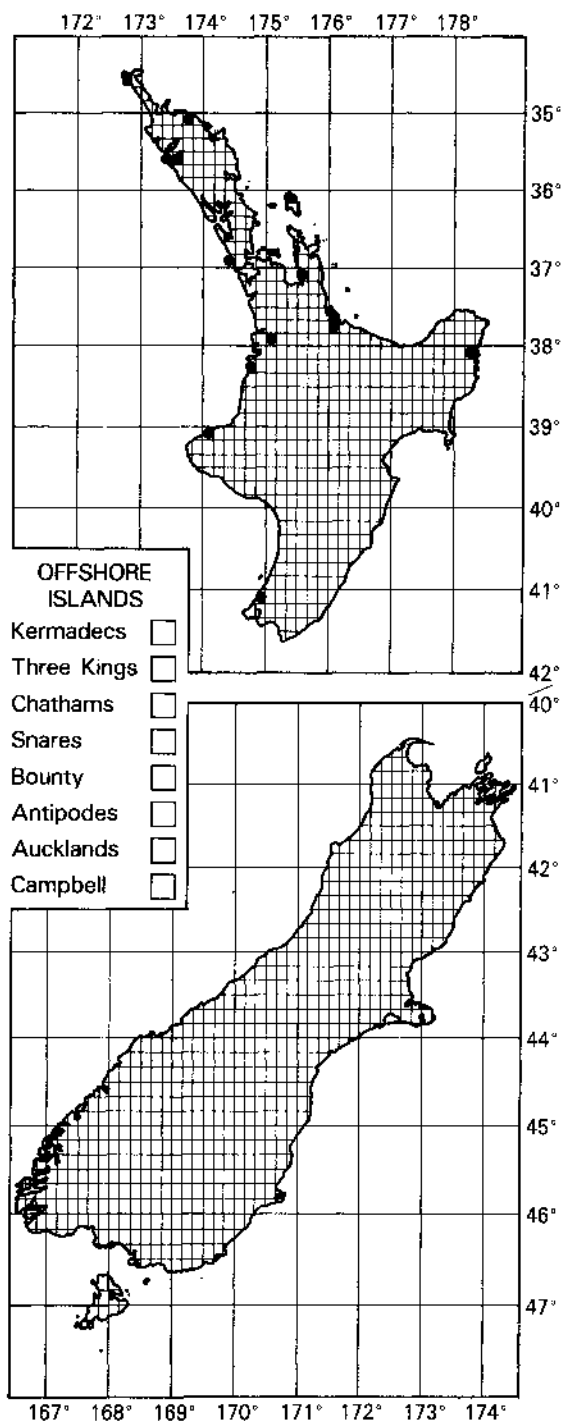 172° 173° 174° 175° 176° 177° 178°
35°
36°
37°
38°
39°
40°
41°
42°
OFFSHORE
ISLANDS
Kermadecs
Three Kings
Chathams
Snares
Bounty
Antipodes
Aucklands
Campbell
40°
41°
42°
43°
44°
45°
46°
47°
167° 168° 169° 170° 171° 172° 173° 174°